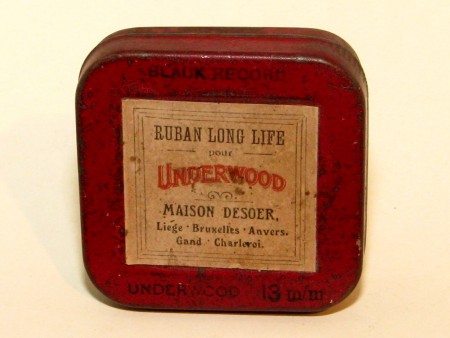 BLACK RECORD
RUBAN LONG LIFE
pour
UNDERWOOD
MAISON DESOER,
Liège · Bruxelles · Anvers.
Gand · Charleroi.
UNDERWOOD 13 m/m